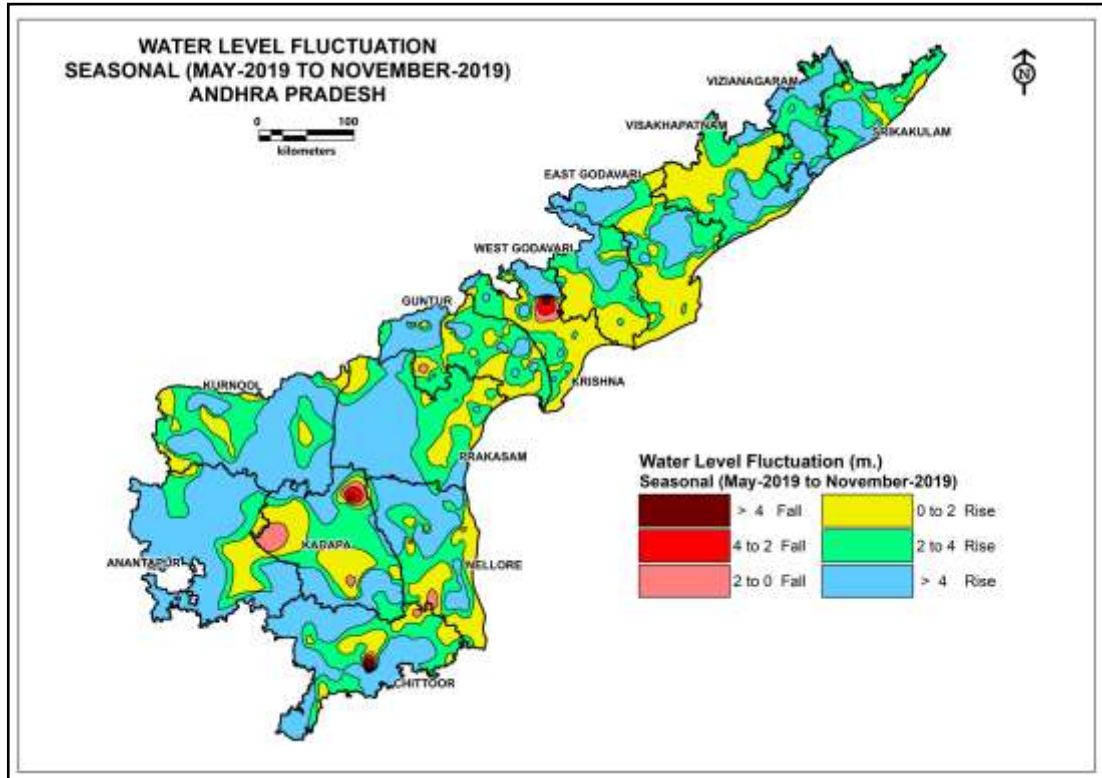 WATER LEVEL FLUCTUATION
SEASONAL (MAY-2019 TO NOVEMBER-2019)
ANDHRA PRADESH
0 100
kilometers
N
VIZIANAGARAM
VISAKHAPATNAM
SRIKAKULAM
EAST GODAVARI
WEST GODAVARI
GUNTUR
KRISHNA
KURNOOL
PRAKASAM
KADAPA
ANANTAPUR
NELLORE
CHITTOOR
Water Level Fluctuation (m.)
Seasonal (May-2019 to November-2019)
> 4 Fall
0 to 2 Rise
4 to 2 Fall
2 to 4 Rise
2 to 0 Fall
> 4 Rise